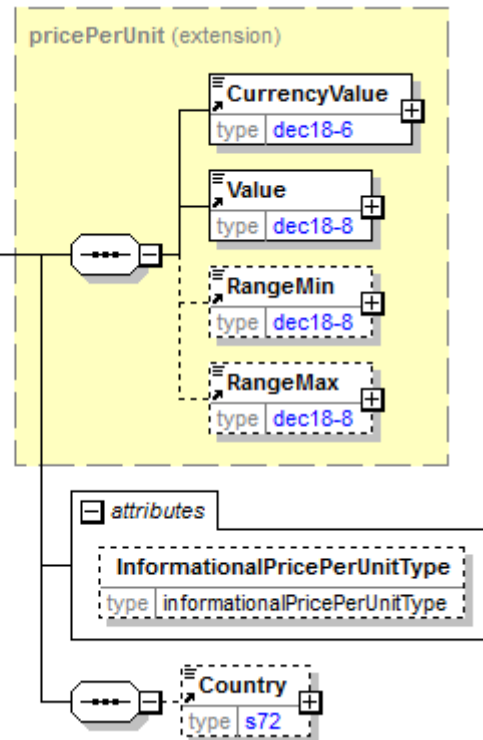 pricePerUnit (extension)
CurrencyValue
type dec18-6
Value
type dec18-8
RangeMin
type dec18-8
RangeMax
type dec18-8
attributes
InformationalPricePerUnitType
type informationalPricePerUnitType
Country
type s72